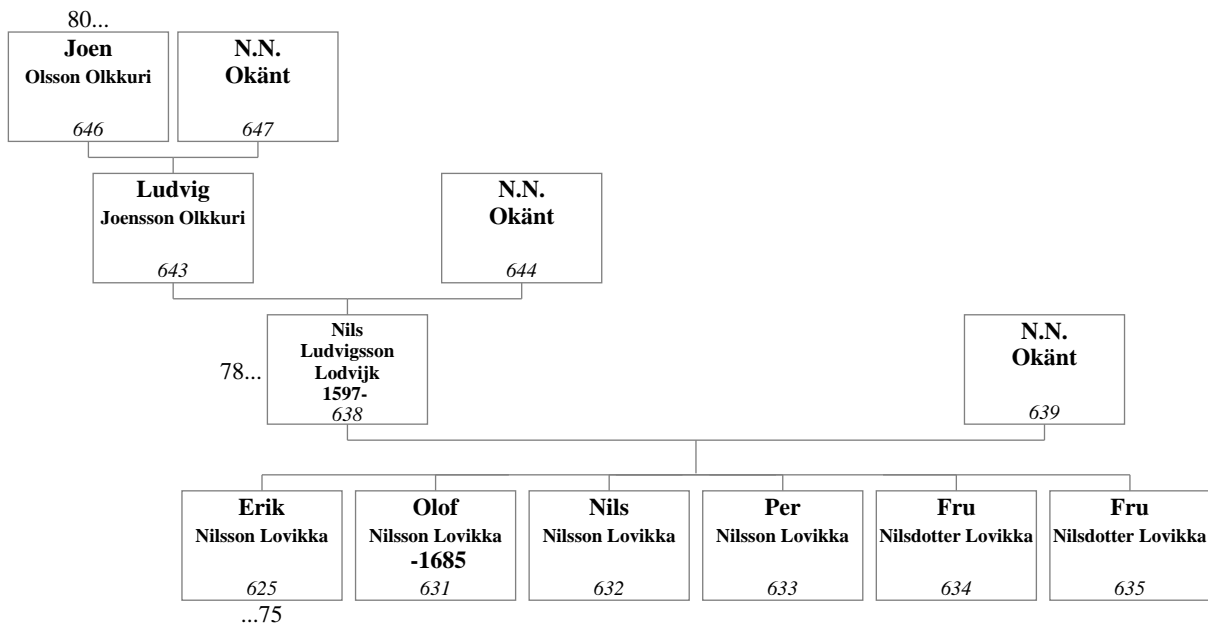 80...
Joen
Olsson Olkkuri
646
N.N.
Okänt
647
Ludvig
Joensson Olkkuri
643
N.N.
Okänt
644
78...
Nils
Ludvigsson
Lodvijk
1597-
638
N.N.
Okänt
639
Erik
Nilsson Lovikka
625
...75
Olof
Nilsson Lovikka
-1685
631
Nils
Nilsson Lovikka
632
Per
Nilsson Lovikka
633
Fru
Nilsdotter Lovikka
634
Fru
Nilsdotter Lovikka
635